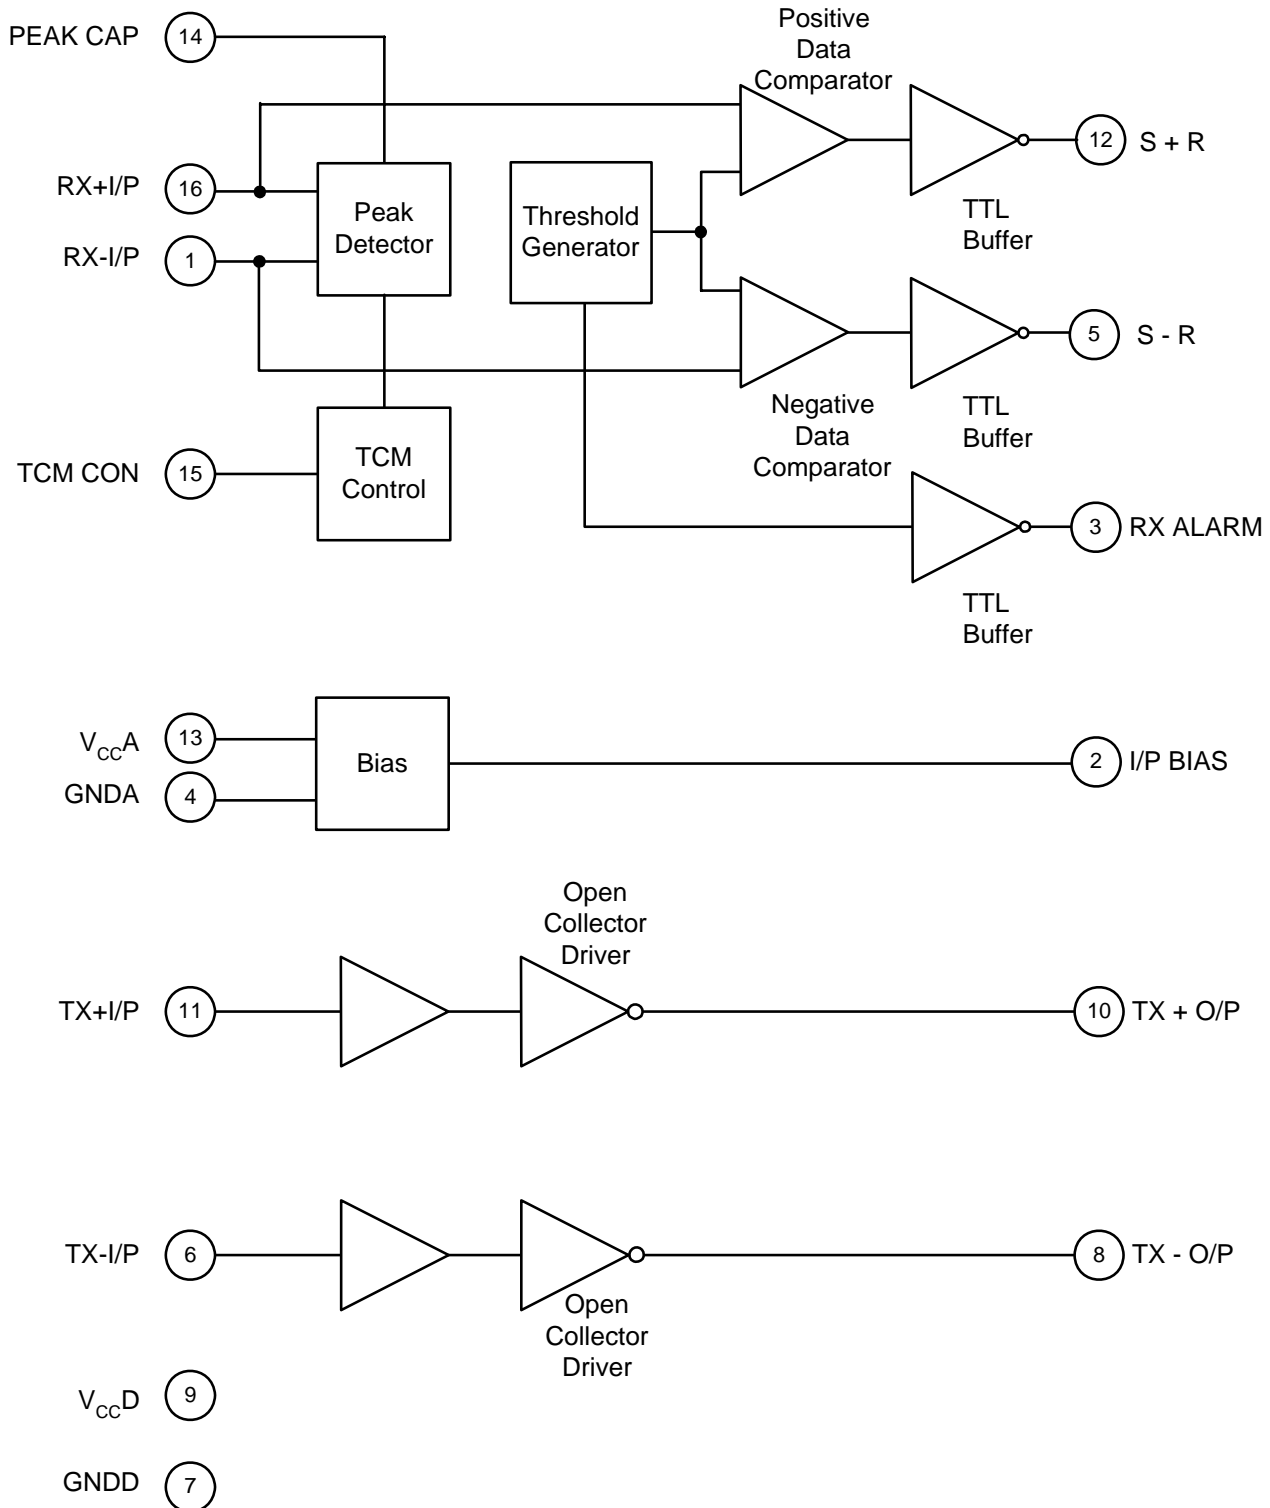 PEAK CAP
14
Positive
Data
Comparator
RX+I/P
16
Peak
Detector
Threshold
Generator
12
S + R
TTL
Buffer
RX-I/P
1
5
S - R
Negative
Data
Comparator
TTL
Buffer
TCM CON
15
TCM
Control
3
RX ALARM
TTL
Buffer
VCCA
13
Bias
2
I/P BIAS
GNDA
4
Open
Collector
Driver
TX+I/P
11
10
TX + O/P
TX-I/P
6
8
TX - O/P
Open
Collector
Driver
VCCD
9
GNDD
7